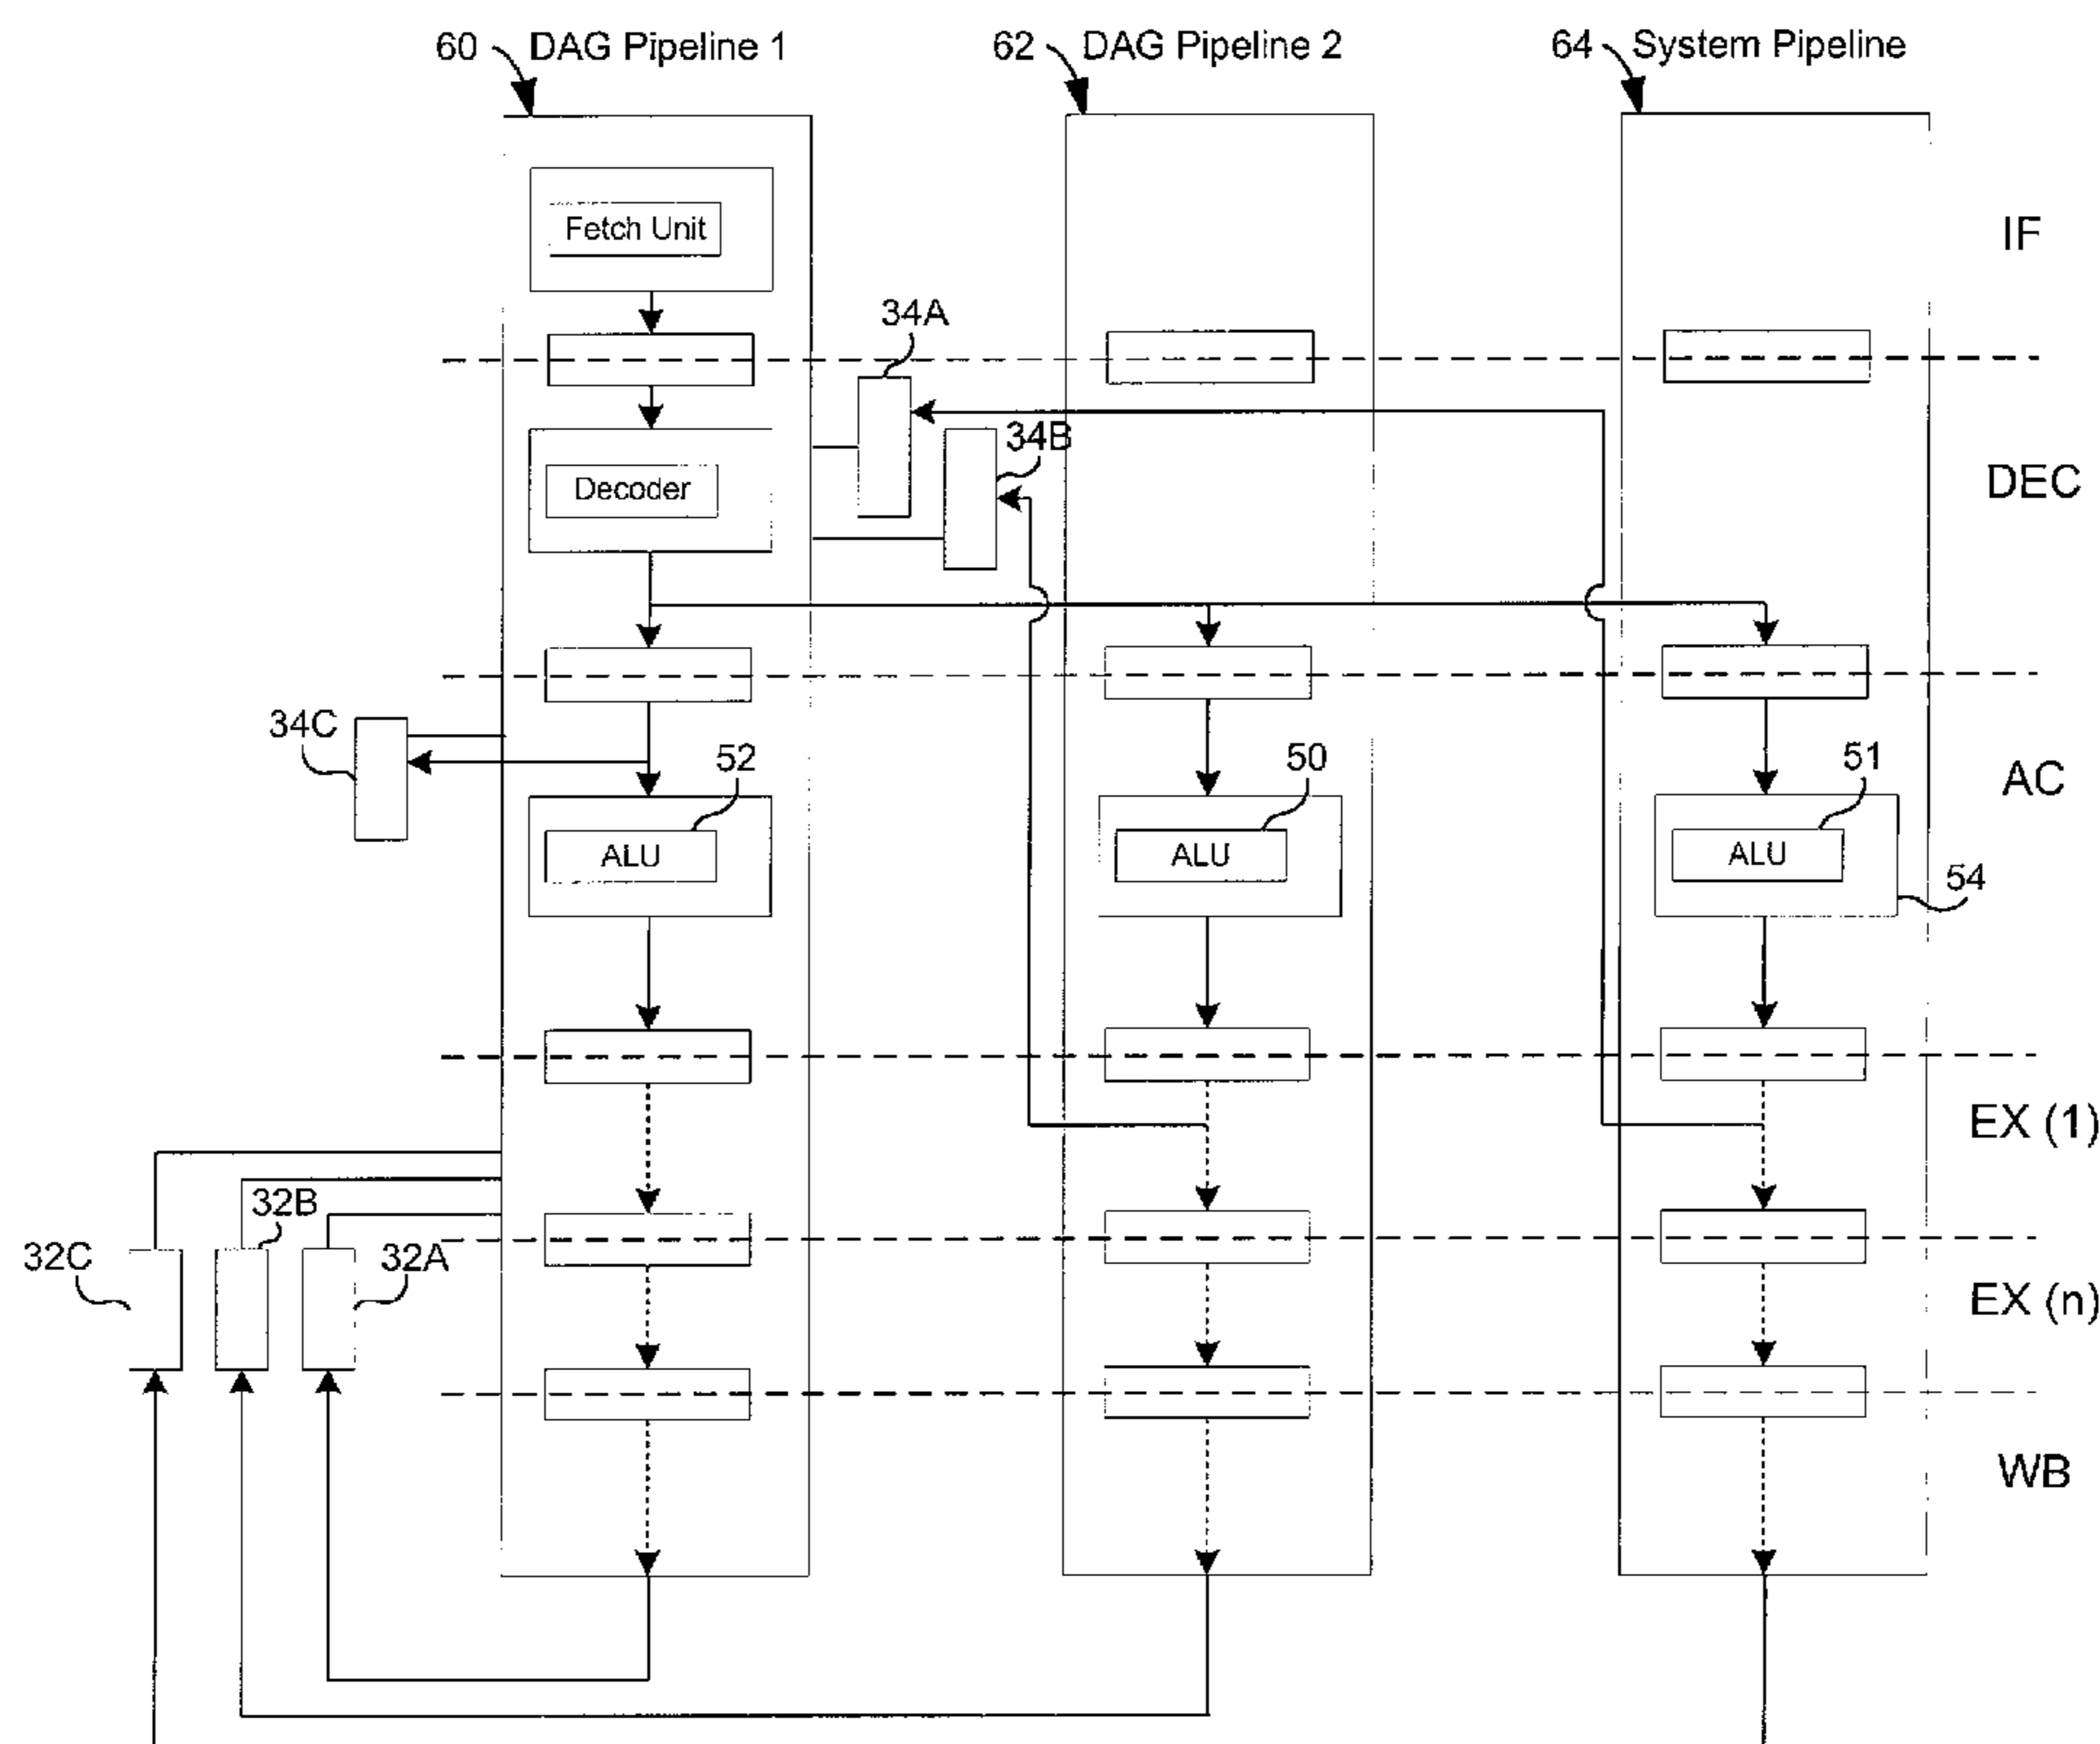 60 DAG Pipeline 1
62 DAG Pipeline 2
64 System Pipeline
Fetch Unit
IF
34A
34B
Decoder
DEC
34C
52
50
51
AC
ALU
ALU
ALU
54
EX (1)
32B
32C
32A
EX (n)
WB